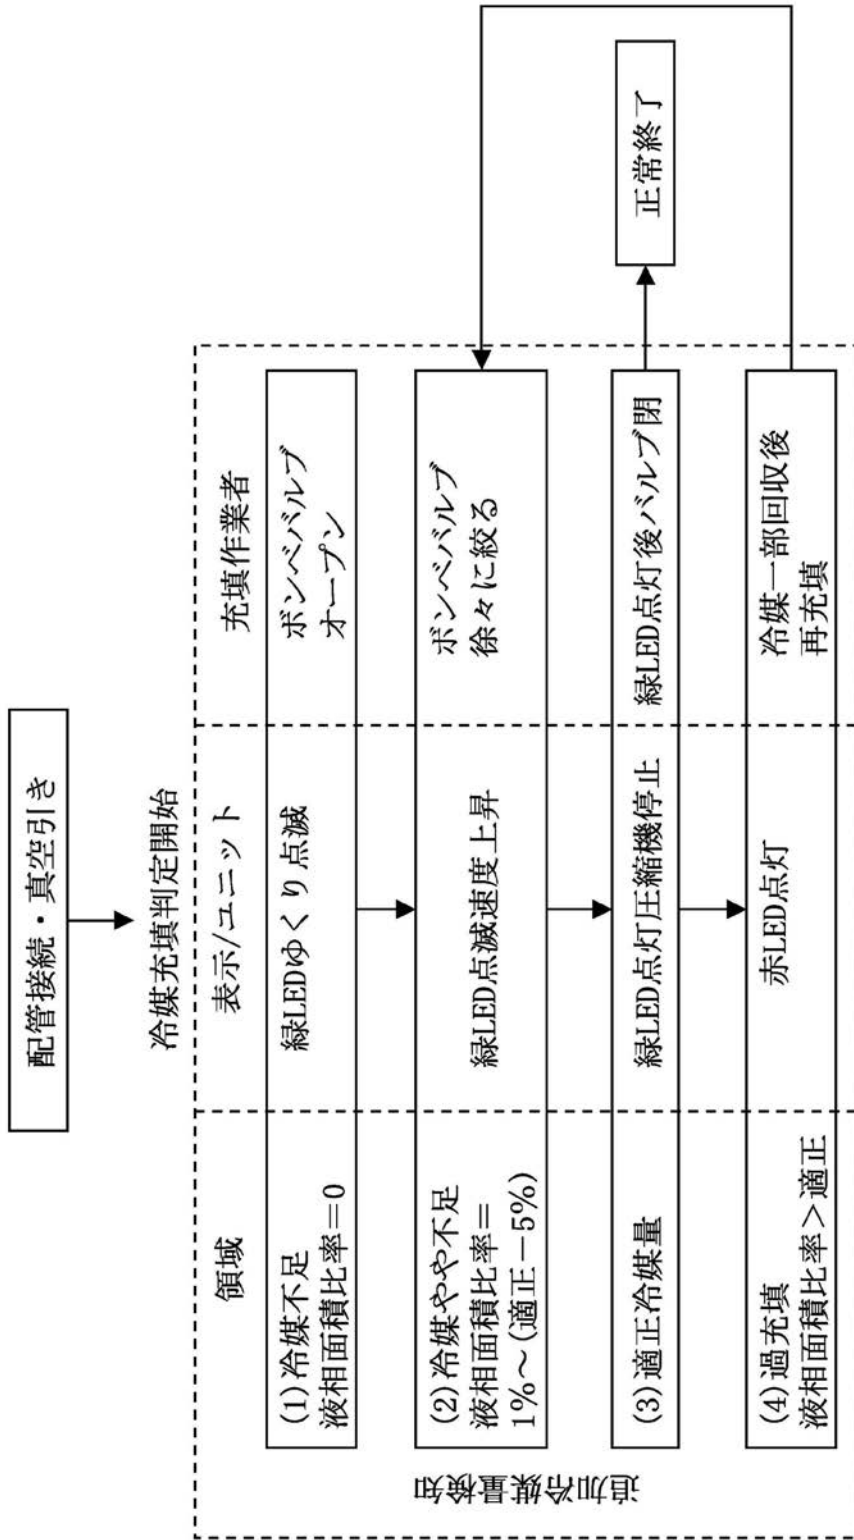 配管接続・真空引き
冷媒充填判定開始
領域
表示/ユニット
充填作業者
追加冷媒量検知
(1)冷媒不足
液相面積比率=0
緑LEDゆくり点滅
ボンベバルブ
オープン
(2)冷媒やや不足
液相面積比率=
1%～(適正－5%)
緑LED点滅速度上昇
ボンベバルブ
徐々に絞る
(3)適正冷媒量
緑LED点灯圧縮機停止
緑LED点灯後バルブ閉
正常終了
(4)過充填
液相面積比率＞適正
赤LED点灯
冷媒一部回収後
再充填